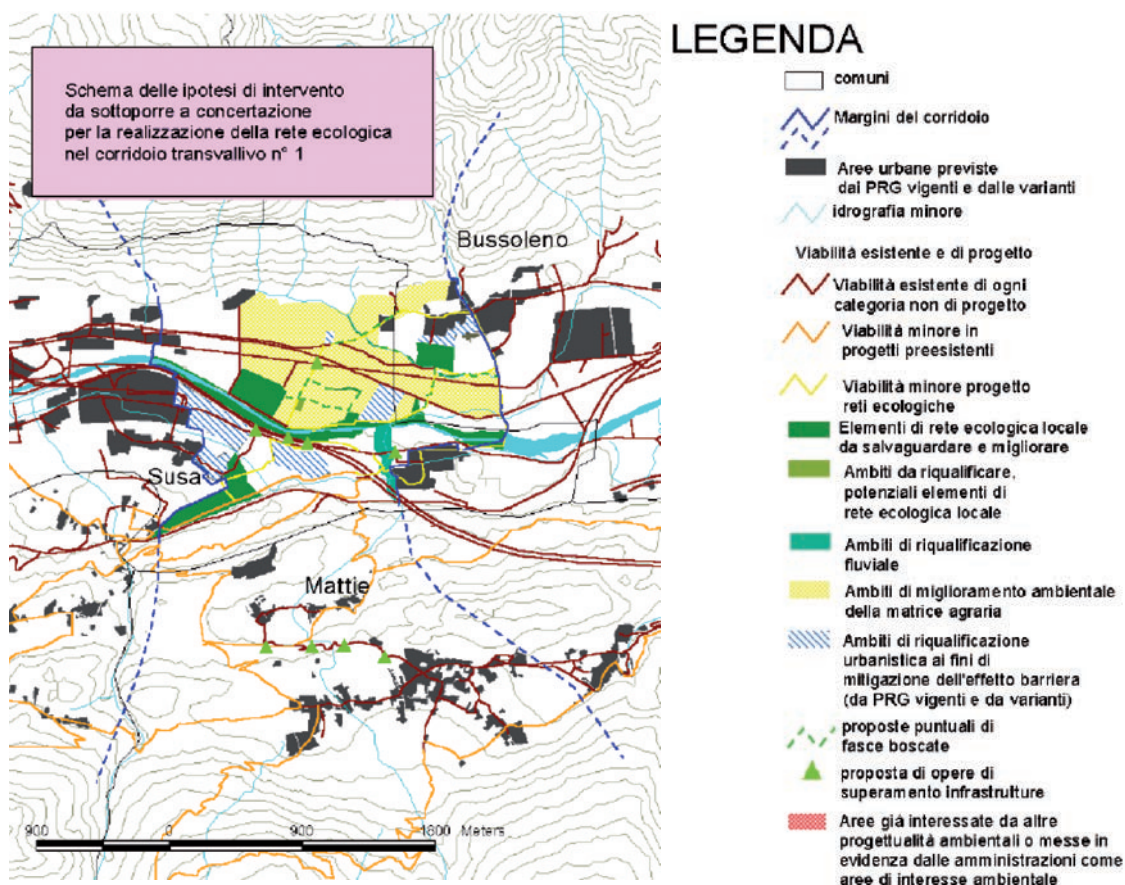 Schema delle ipotesi di intervento
da sottoporre a concertazione
per la realizzazione della rete ecologica
nel corridoio transvallivo n° 1
Bussoleno
Susa
Mattie
900 0 900 1800 Meters
LEGENDA
comuni
Margini del corridoio
Aree urbane previste
dai PRG vigenti e dalle varianti
idrografia minore
Viabilità esistente e di progetto
Viabilità esistente di ogni
categoria non di progetto
Viabilità minore in
progetti preesistenti
Viabilità minore progetto
reti ecologiche
Elementi di rete ecologica locale
da salvaguardare e migliorare
Ambiti da riqualificare,
potenziali elementi di
rete ecologica locale
Ambiti di riqualificazione
fluviale
Ambiti di miglioramento ambientale
della matrice agraria
Ambiti di riqualificazione
urbanistica ai fini di
mitigazione dell'effetto barriera
(da PRG vigenti e da varianti)
proposte puntuali di
fasce boscate
proposta di opere di
superamento infrastrutture
Aree già interessate da altre
progettualità ambientali o messe in
evidenza dalle amministrazioni come
aree di interesse ambientale